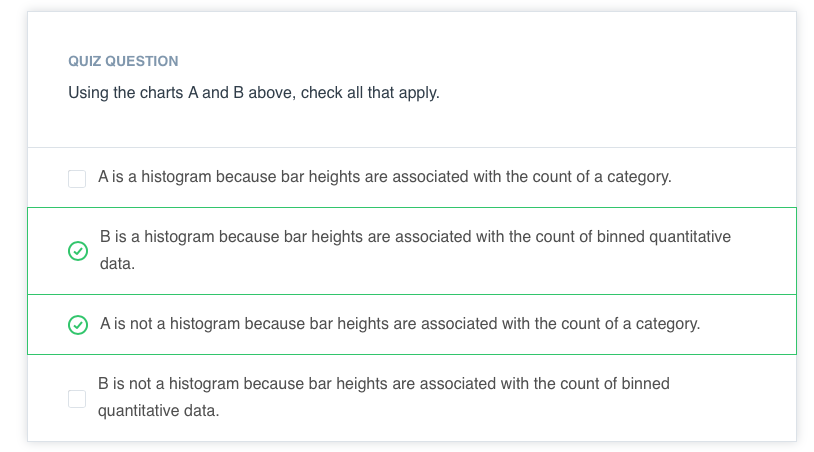 QUIZ QUESTION
Using the charts A and B above, check all that apply.
A is a histogram because bar heights are associated with the count of a category.
B is a histogram because bar heights are associated with the count of binned quantitative
data.
A is not a histogram because bar heights are associated with the count of a category.
B is not a histogram because bar heights are associated with the count of binned
quantitative data.